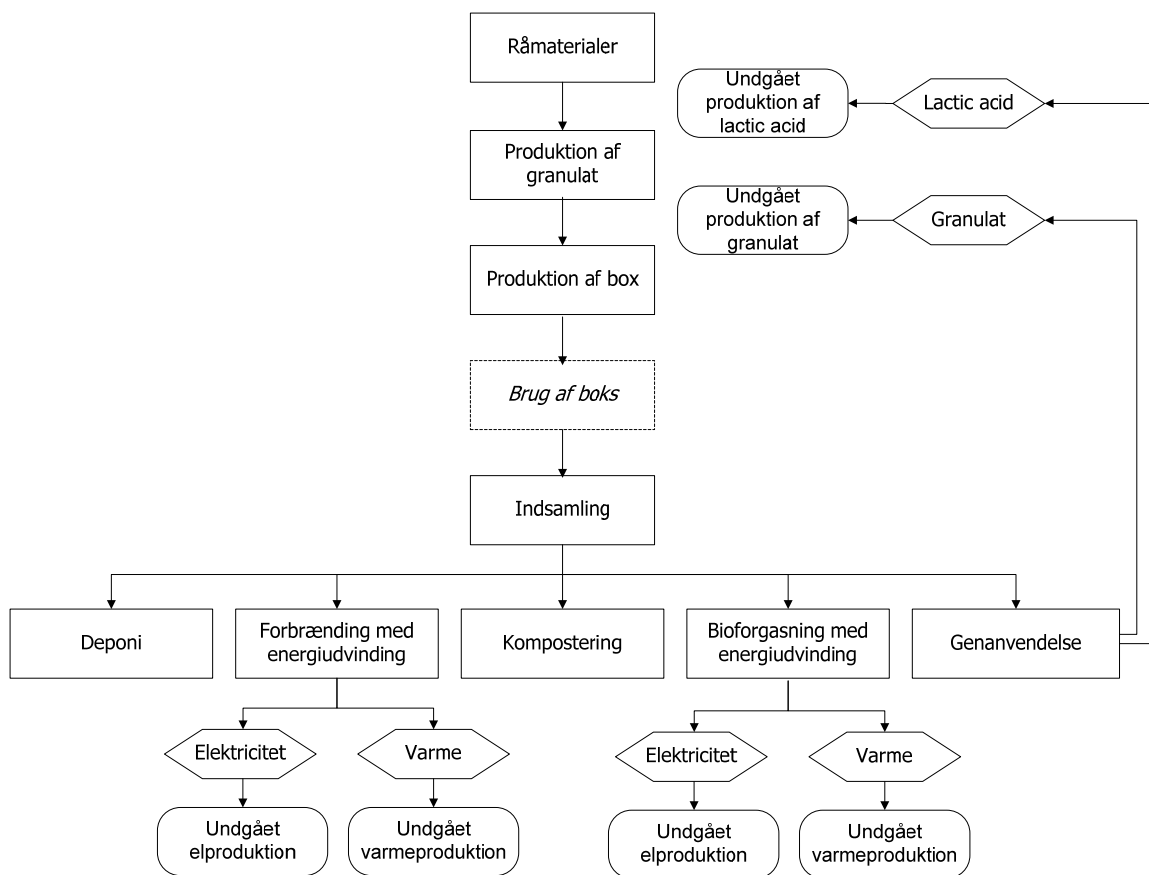 Råmaterialer
Undgået
produktion af
lactic acid
Lactic acid
Produktion af
granulat
Undgået
produktion af
granulat
Granulat
Produktion af box
Brug af boks
Indsamling
Deponi
Forbrænding med
energiudvinding
Kompostering
Bioforgasning med
energiudvinding
Genanvendelse
Elektricitet
Varme
Elektricitet
Varme
Undgået
elproduktion
Undgået
varmeproduktion
Undgået
elproduktion
Undgået
varmeproduktion